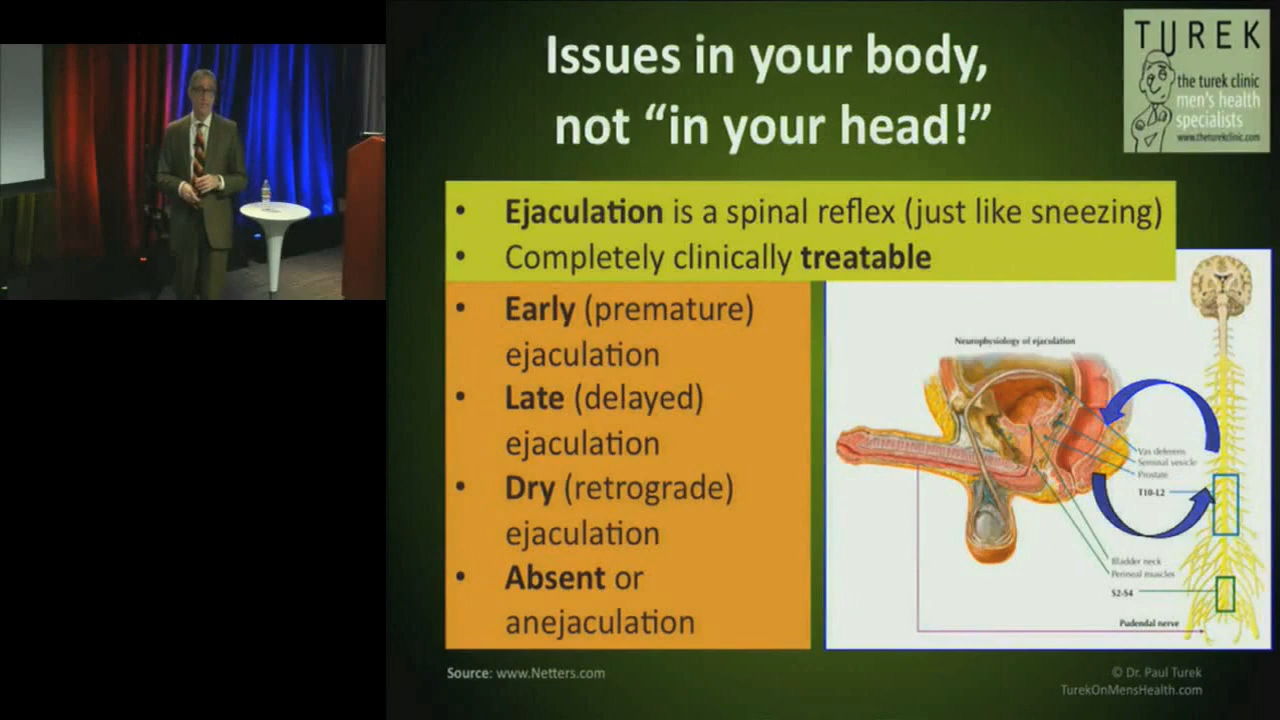 Issues in your body,
not “in your head!”
TUREK
the turek clinic
men's health
specialists
www.theturekclinic.com
• Ejaculation is a spinal reflex (just like sneezing)
• Completely clinically treatable
• Early (premature)
ejaculation
• Late (delayed)
ejaculation
• Dry (retrograde)
ejaculation
• Absent or
anejaculation
Neurophysiology of ejaculation
Vas deferens
Seminal vesicle
Prostate
T10-L2
Bladder neck
Perineal muscles
S2-S4
Pudendal nerve
Source: www.Netters.com
© Dr. Paul Turek
TurekOnMensHealth.com